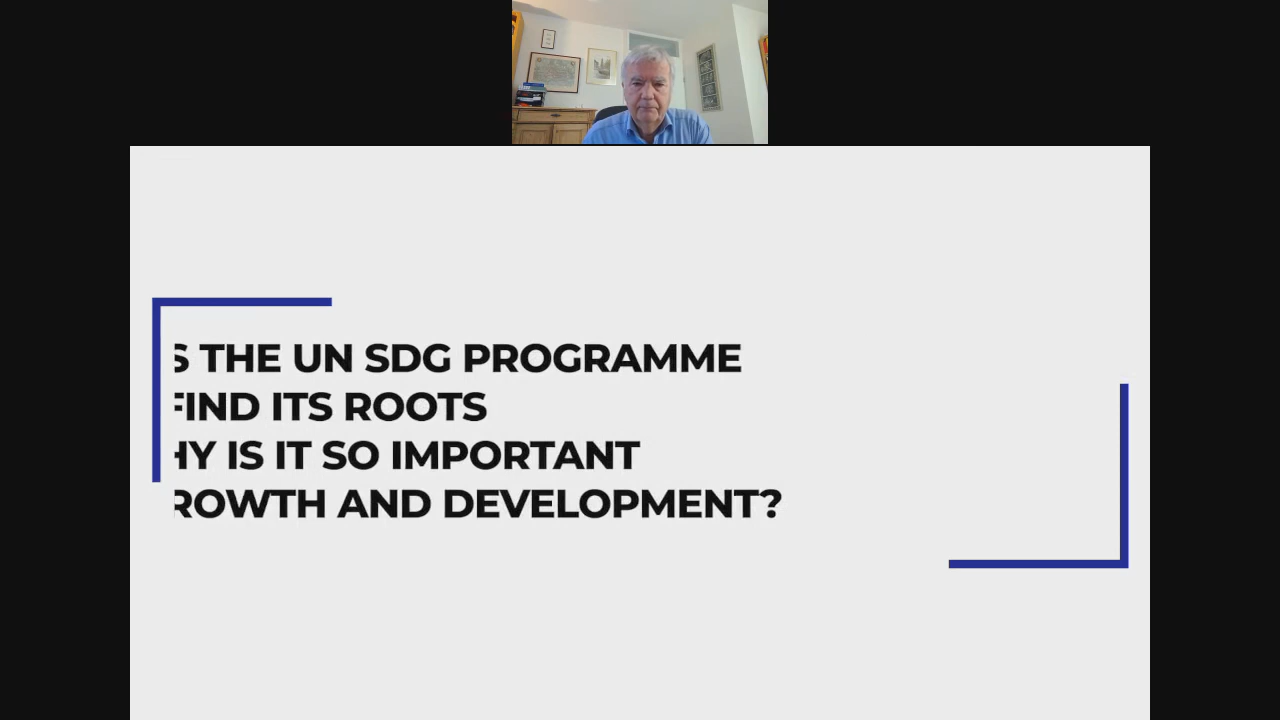 S THE UN SDG PROGRAMME
FIND ITS ROOTS
HY IS IT SO IMPORTANT
ROWTH AND DEVELOPMENT?